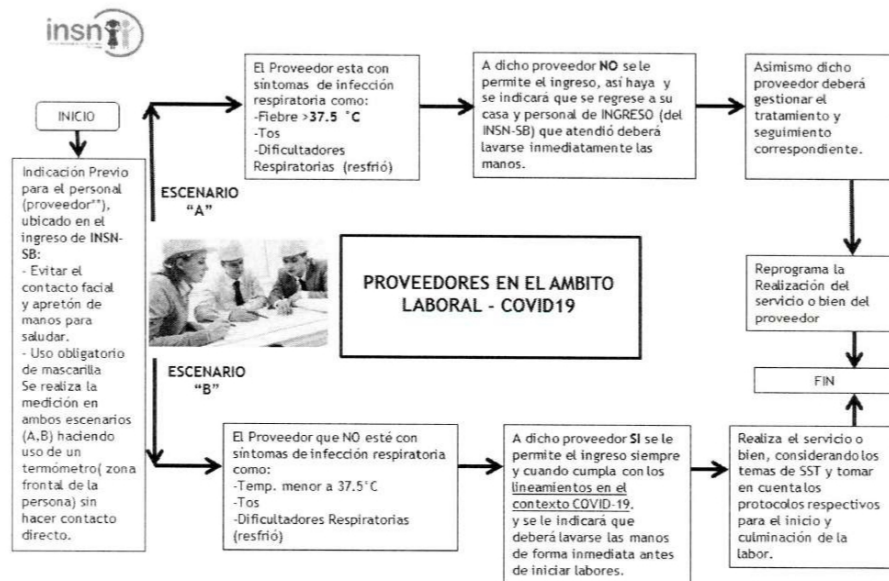 insn
INICIO
Indicación Previo
para el personal
(proveedor**),
ubicado en el
ingreso de INSN-
SB:
- Evitar el
contacto facial
y apretón de
manos para
saludar.
- Uso obligatorio
de mascarilla
Se realiza la
medición en
ambos escenarios
(A,B) haciendo
uso de un
termómetro( zona
frontal de la
persona) sin
hacer contacto
directo.
ESCENARIO
"A"
El Proveedor esta con
síntomas de infección
respiratoria como:
-Fiebre >37.5 °C
-Tos
-Dificultadores
Respiratorias (resfrió)
A dicho proveedor NO se le
permite el ingreso, así haya y
se indicará que se regrese a su
casa y personal de INGRESO (del
INSN-SB) que atendió deberá
lavarse inmediatamente las
manos.
Asimismo dicho
proveedor deberá
gestionar el
tratamiento y
seguimiento
correspondiente.
Reprograma la
Realización del
servicio o bien del
proveedor
FIN
PROVEEDORES EN EL AMBITO
LABORAL - COVID19
ESCENARIO
"B"
El Proveedor que NO esté con
síntomas de infección respiratoria
como:
-Temp. menor a 37.5°C
-Tos
-Dificultadores Respiratorias
(resfrió)
A dicho proveedor SI se le
permite el ingreso siempre
y cuando cumpla con los
lineamientos en el
contexto COVID-19.
y se le indicará que
deberá lavarse las manos
de forma inmediata antes
de iniciar labores.
Realiza el servicio o
bien, considerando los
temas de SST y tomar
en cuenta los
protocolos respectivos
para el inicio y
culminación de la
labor.